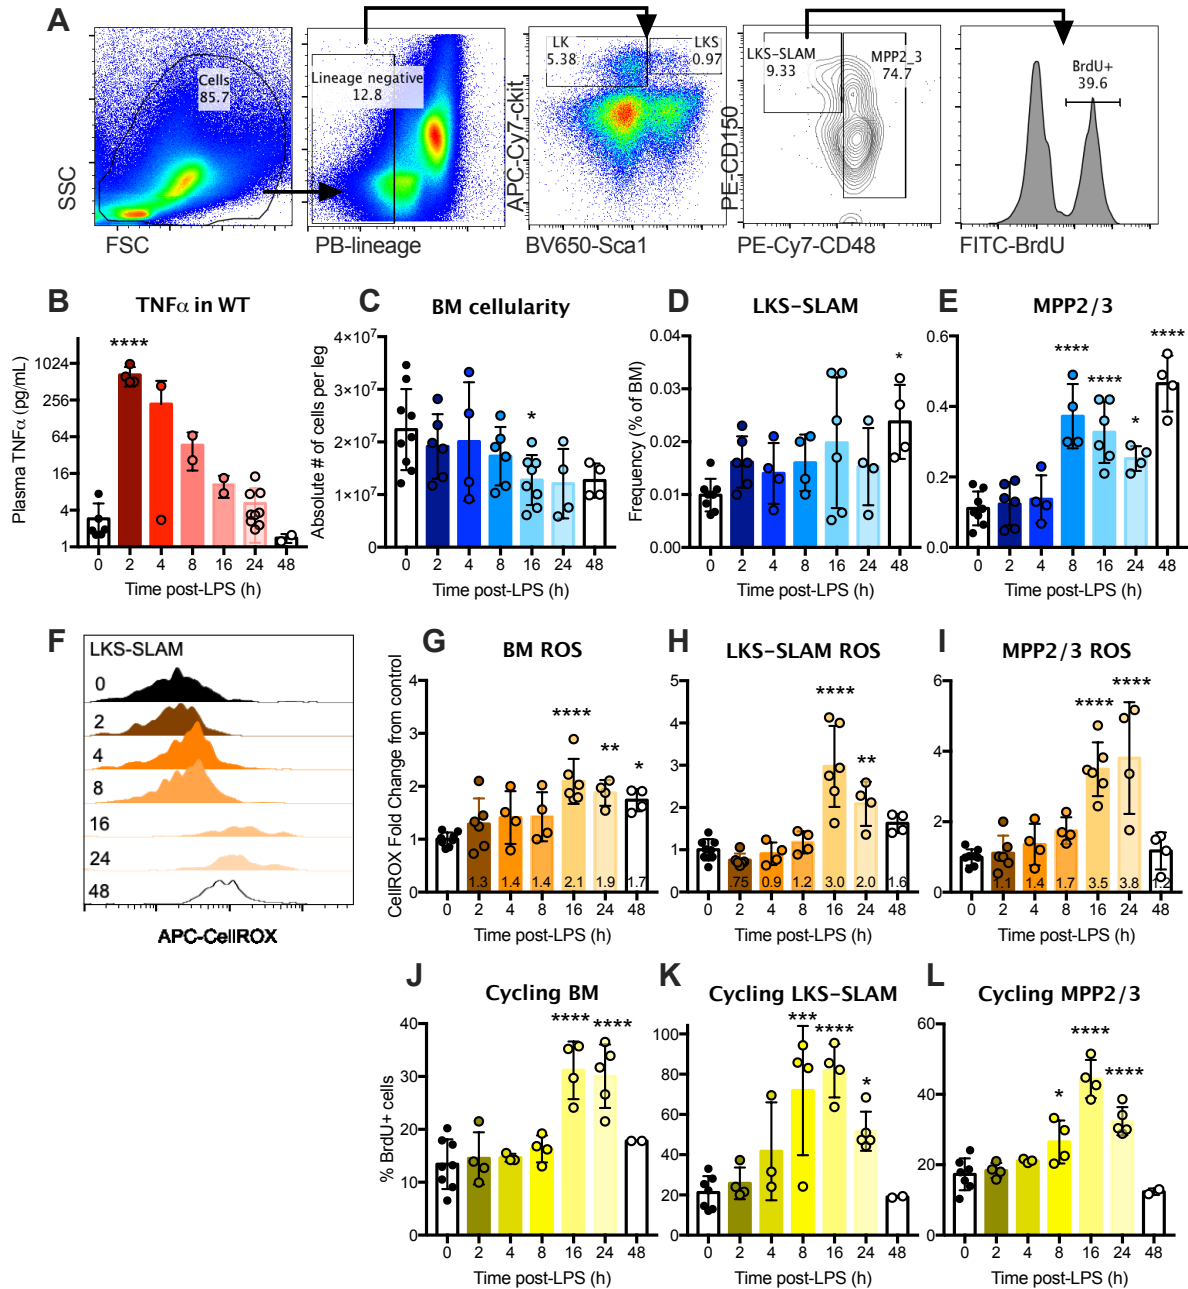 A
Cells
85.7
SSC
FSC
Lineage negative
12.8
PB-lineage
LK
5.38
LKS
0.97
APC-Cy7-ckit
BV650-Sca1
LKS-SLAM
9.33
MPP2_3
74.7
PE-CD150
PE-Cy7-CD48
BrdU+
39.6
FITC-BrdU
B
TNFα in WT
****
Plasma TNFα (pg/mL)
1024
256
64
16
4
1
0 2 4 8 16 24 48
Time post-LPS (h)
C
BM cellularity
*
Absolute # of cells per leg
4×10⁷
3×10⁷
2×10⁷
1×10⁷
0
0 2 4 8 16 24 48
Time post-LPS (h)
D
LKS-SLAM
*
Frequency (% of BM)
0.04
0.03
0.02
0.01
0.00
0 2 4 8 16 24 48
Time post-LPS (h)
E
MPP2/3
**** **** * ****
0.6
0.4
0.2
0.0
0 2 4 8 16 24 48
Time post-LPS (h)
F
LKS-SLAM
0
2
4
8
16
24
48
APC-CellROX
G
BM ROS
**** ** *
CellROX Fold Change from control
4
3
2
1
0
1.3 1.4 1.4 2.1 1.9 1.7
0 2 4 8 16 24 48
Time post-LPS (h)
H
LKS-SLAM ROS
**** **
5
4
3
2
1
0
.75 0.9 1.2 3.0 2.0 1.6
0 2 4 8 16 24 48
Time post-LPS (h)
I
MPP2/3 ROS
**** ****
6
4
2
0
1.1 1.4 1.7 3.5 3.8 1.2
0 2 4 8 16 24 48
Time post-LPS (h)
J
Cycling BM
**** ****
% BrdU+ cells
40
30
20
10
0
0 2 4 8 16 24 48
Time post-LPS (h)
K
Cycling LKS-SLAM
*** **** *
100
80
60
40
20
0
0 2 4 8 16 24 48
Time post-LPS (h)
L
Cycling MPP2/3
* **** ****
60
40
20
0
0 2 4 8 16 24 48
Time post-LPS (h)